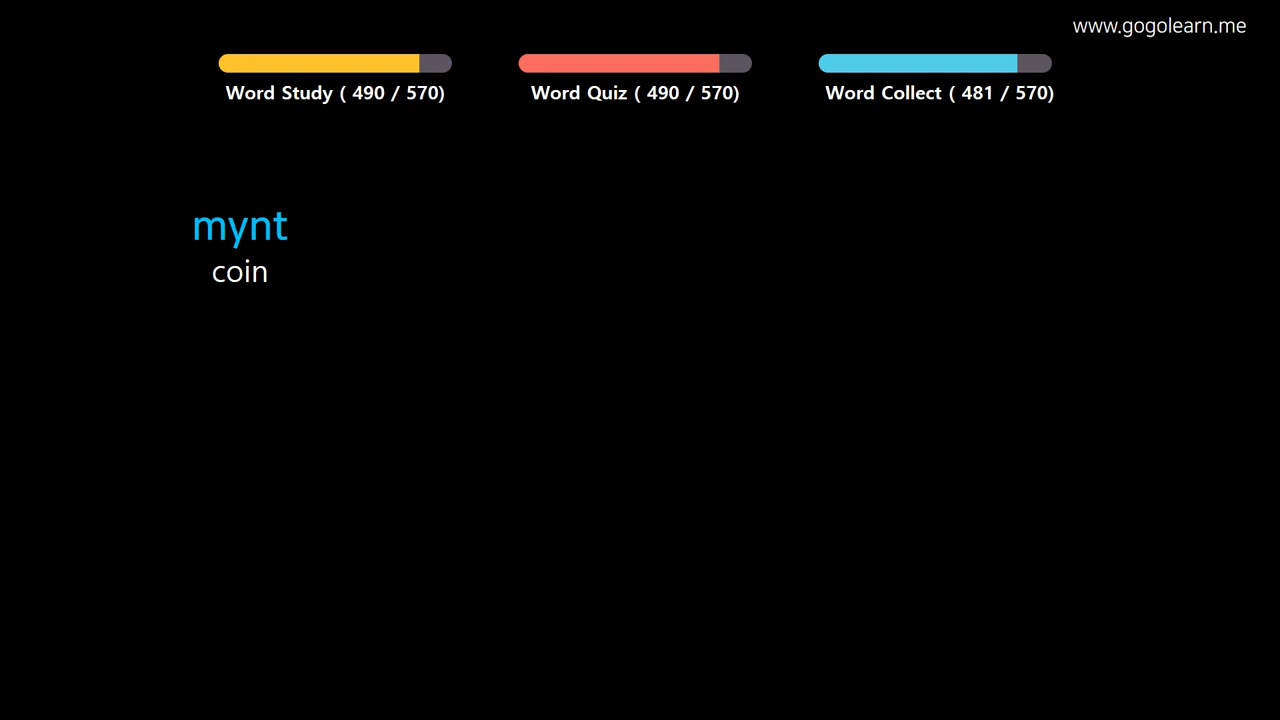 www.gogolearn.me
Word Study ( 490 / 570)
Word Quiz ( 490 / 570)
Word Collect ( 481 / 570)
mynt
coin